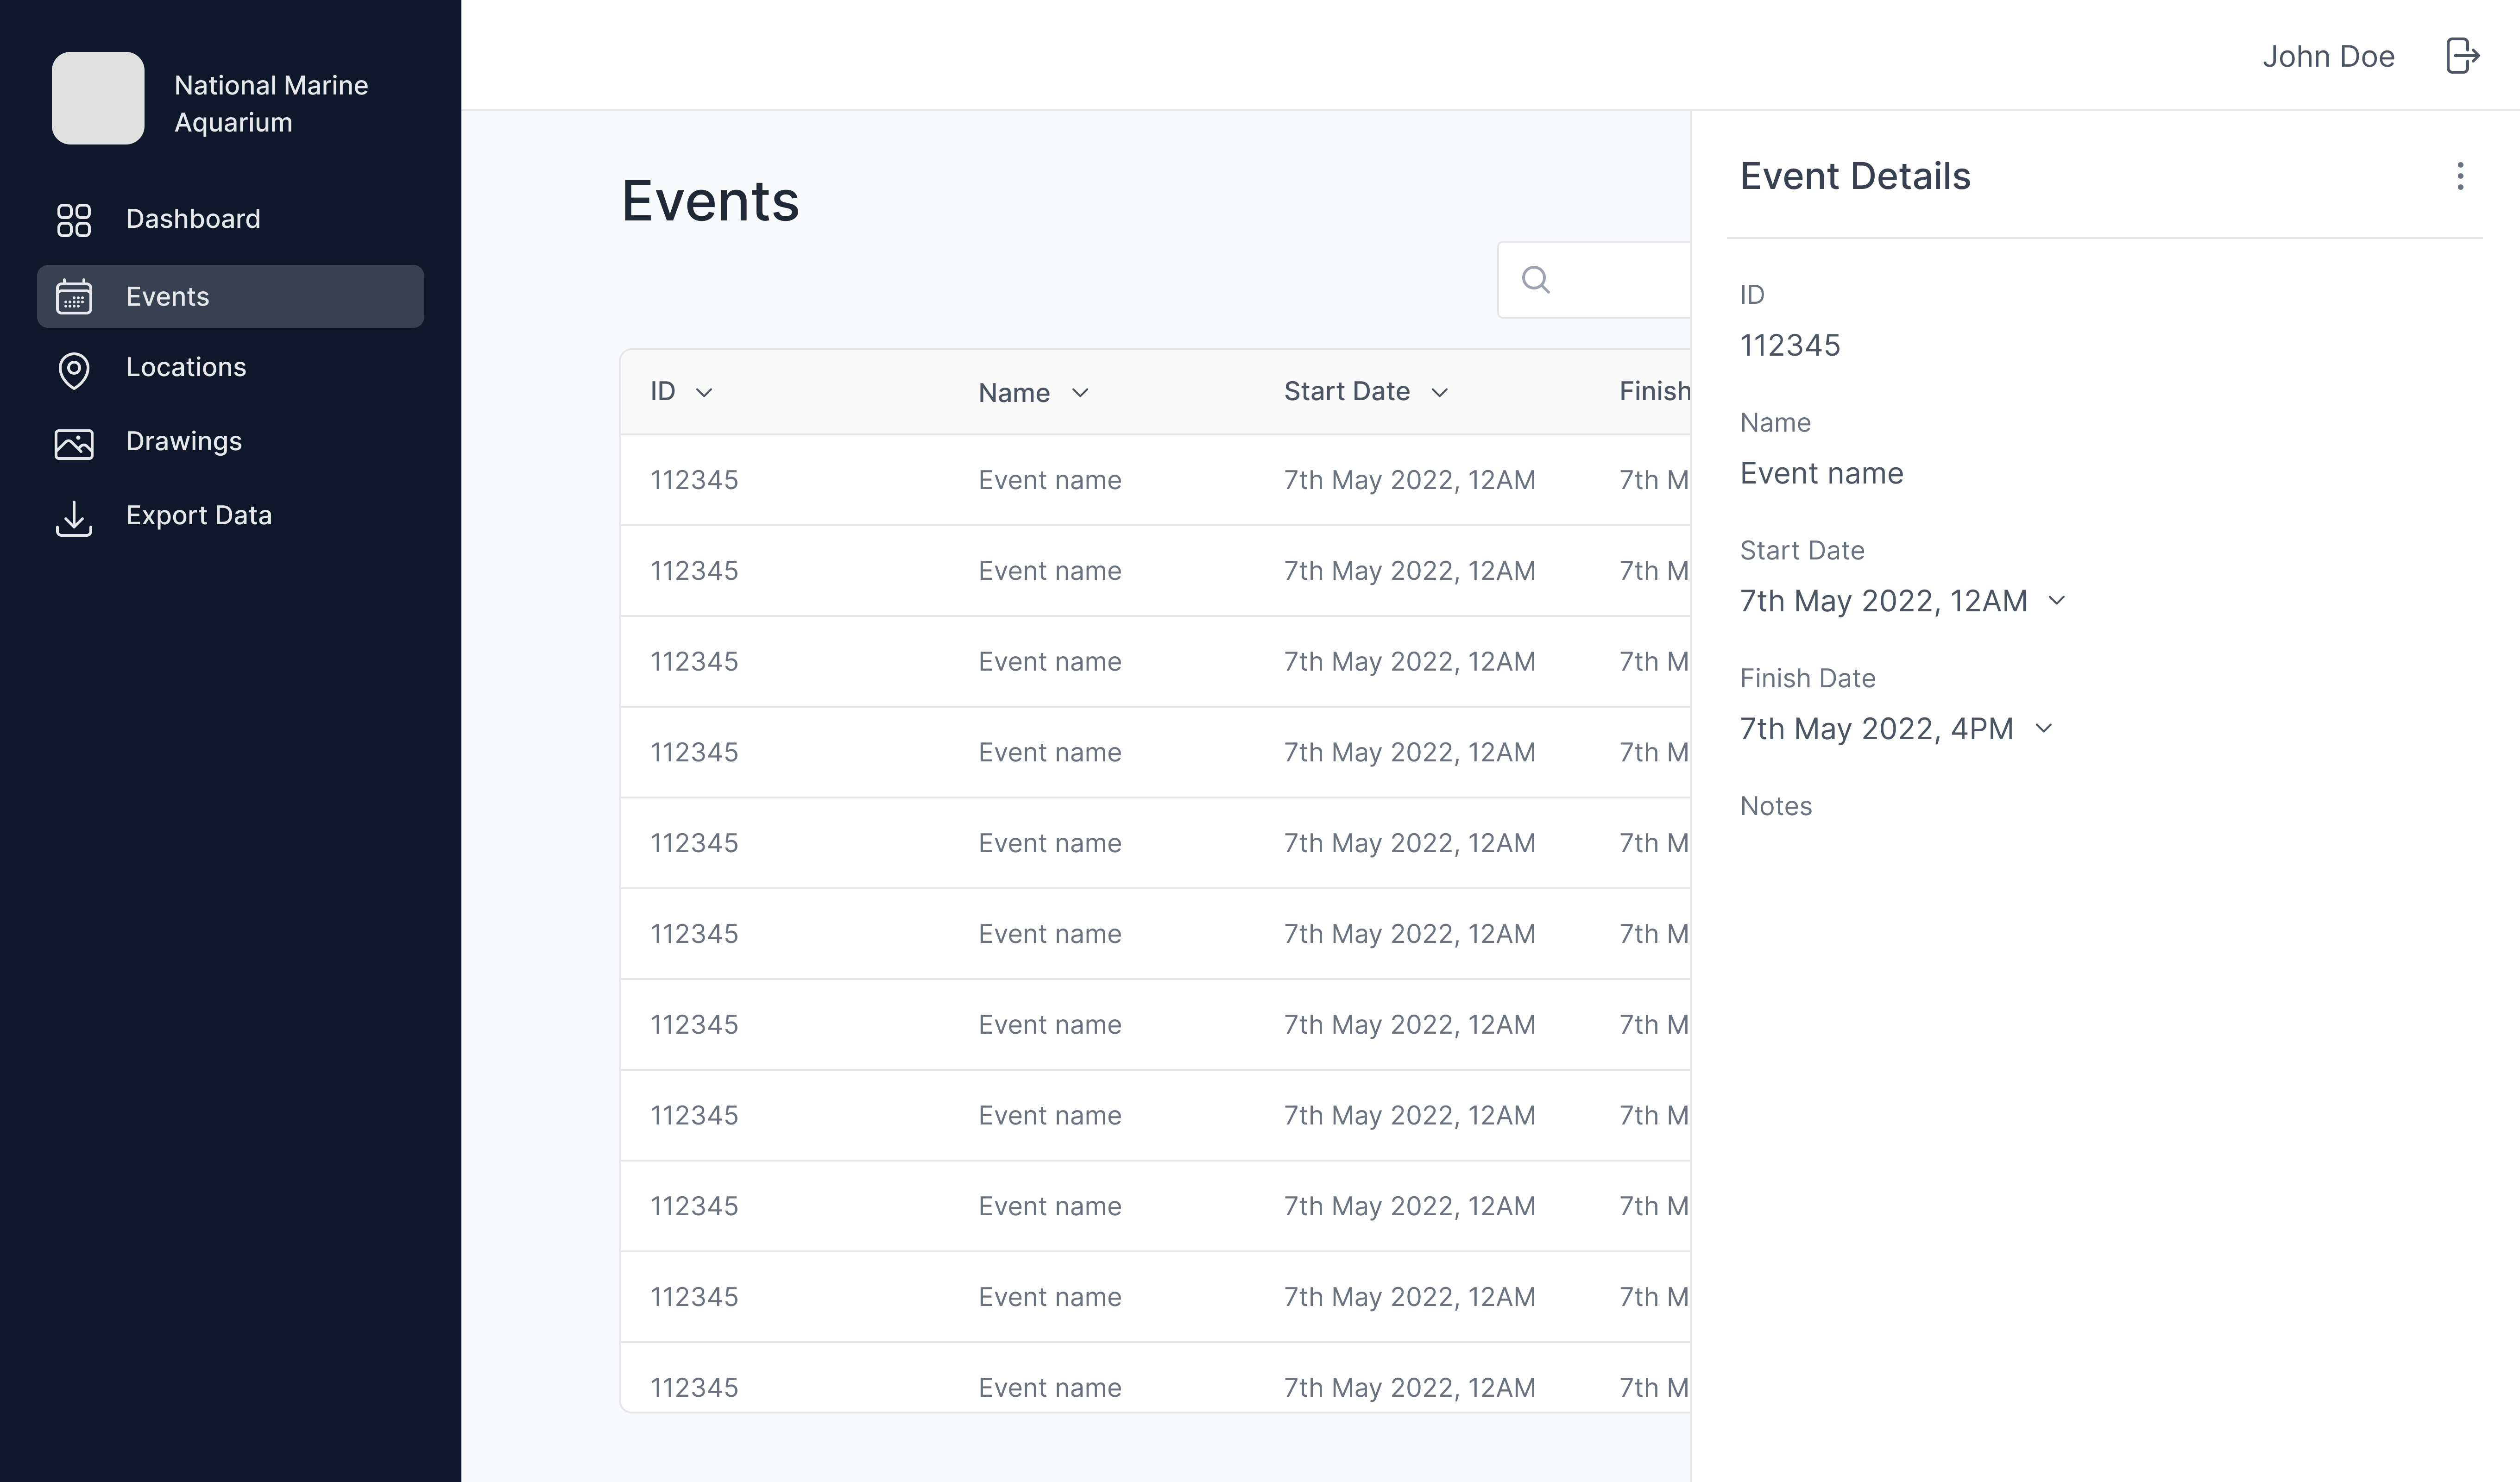 National Marine
Aquarium
Dashboard
Events
Locations
Drawings
Export Data
John Doe
Events
ID Name Start Date Finish
112345 Event name 7th May 2022, 12AM 7th M
112345 Event name 7th May 2022, 12AM 7th M
112345 Event name 7th May 2022, 12AM 7th M
112345 Event name 7th May 2022, 12AM 7th M
112345 Event name 7th May 2022, 12AM 7th M
112345 Event name 7th May 2022, 12AM 7th M
112345 Event name 7th May 2022, 12AM 7th M
112345 Event name 7th May 2022, 12AM 7th M
112345 Event name 7th May 2022, 12AM 7th M
112345 Event name 7th May 2022, 12AM 7th M
112345 Event name 7th May 2022, 12AM 7th M
Event Details
ID
112345
Name
Event name
Start Date
7th May 2022, 12AM
Finish Date
7th May 2022, 4PM
Notes